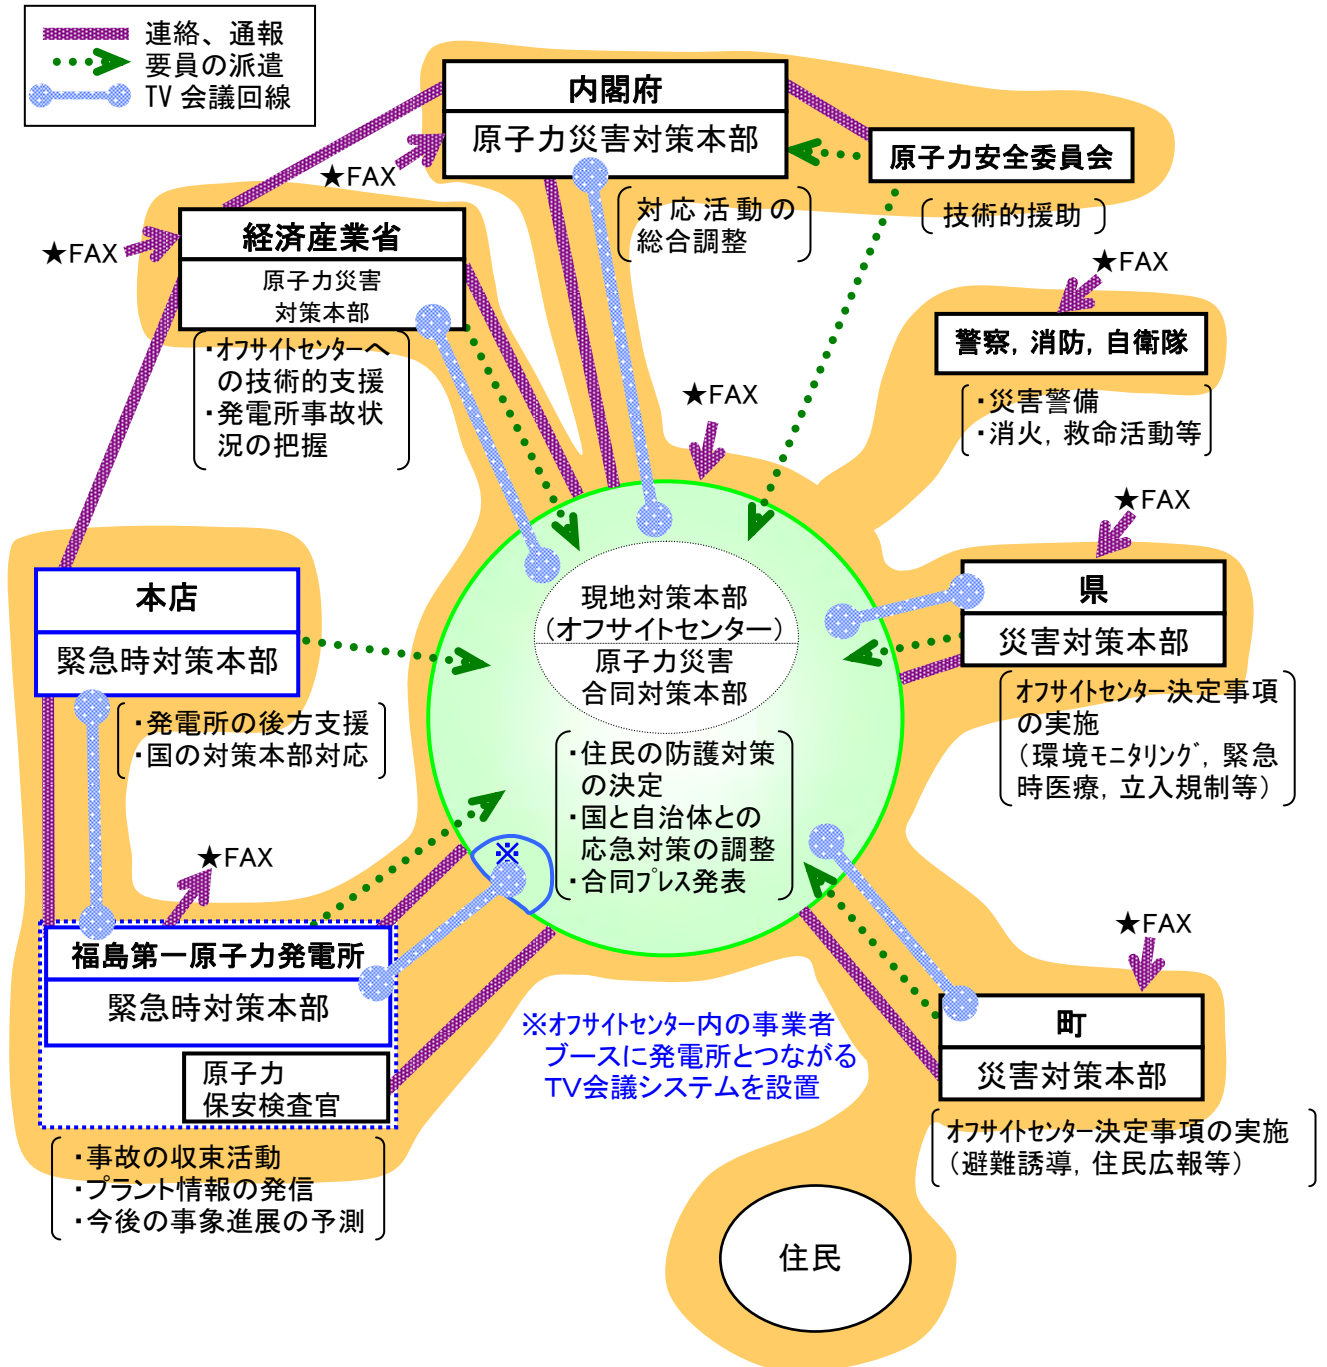 連絡、通報
要員の派遣
TV 会議回線
内閣府
原子力災害対策本部
対応活動の
総合調整
原子力安全委員会
技術的援助
★FAX
★FAX
経済産業省
原子力災害
対策本部
・オフサイトセンターへ
の技術的支援
・発電所事故状
況の把握
★FAX
警察，消防，自衛隊
・災害警備
・消火，救命活動等
★FAX
★FAX
県
災害対策本部
オフサイトセンター決定事項
の実施
（環境モニタリング，緊急
時医療，立入規制等）
本店
緊急時対策本部
・発電所の後方支援
・国の対策本部対応
現地対策本部
（オフサイトセンター）
原子力災害
合同対策本部
・住民の防護対策
の決定
・国と自治体との
応急対策の調整
・合同プレス発表
※
★FAX
福島第一原子力発電所
緊急時対策本部
原子力
保安検査官
・事故の収束活動
・プラント情報の発信
・今後の事象進展の予測
※オフサイトセンター内の事業者
ブースに発電所とつながる
TV会議システムを設置
★FAX
町
災害対策本部
オフサイトセンター決定事項の実施
（避難誘導，住民広報等）
住民